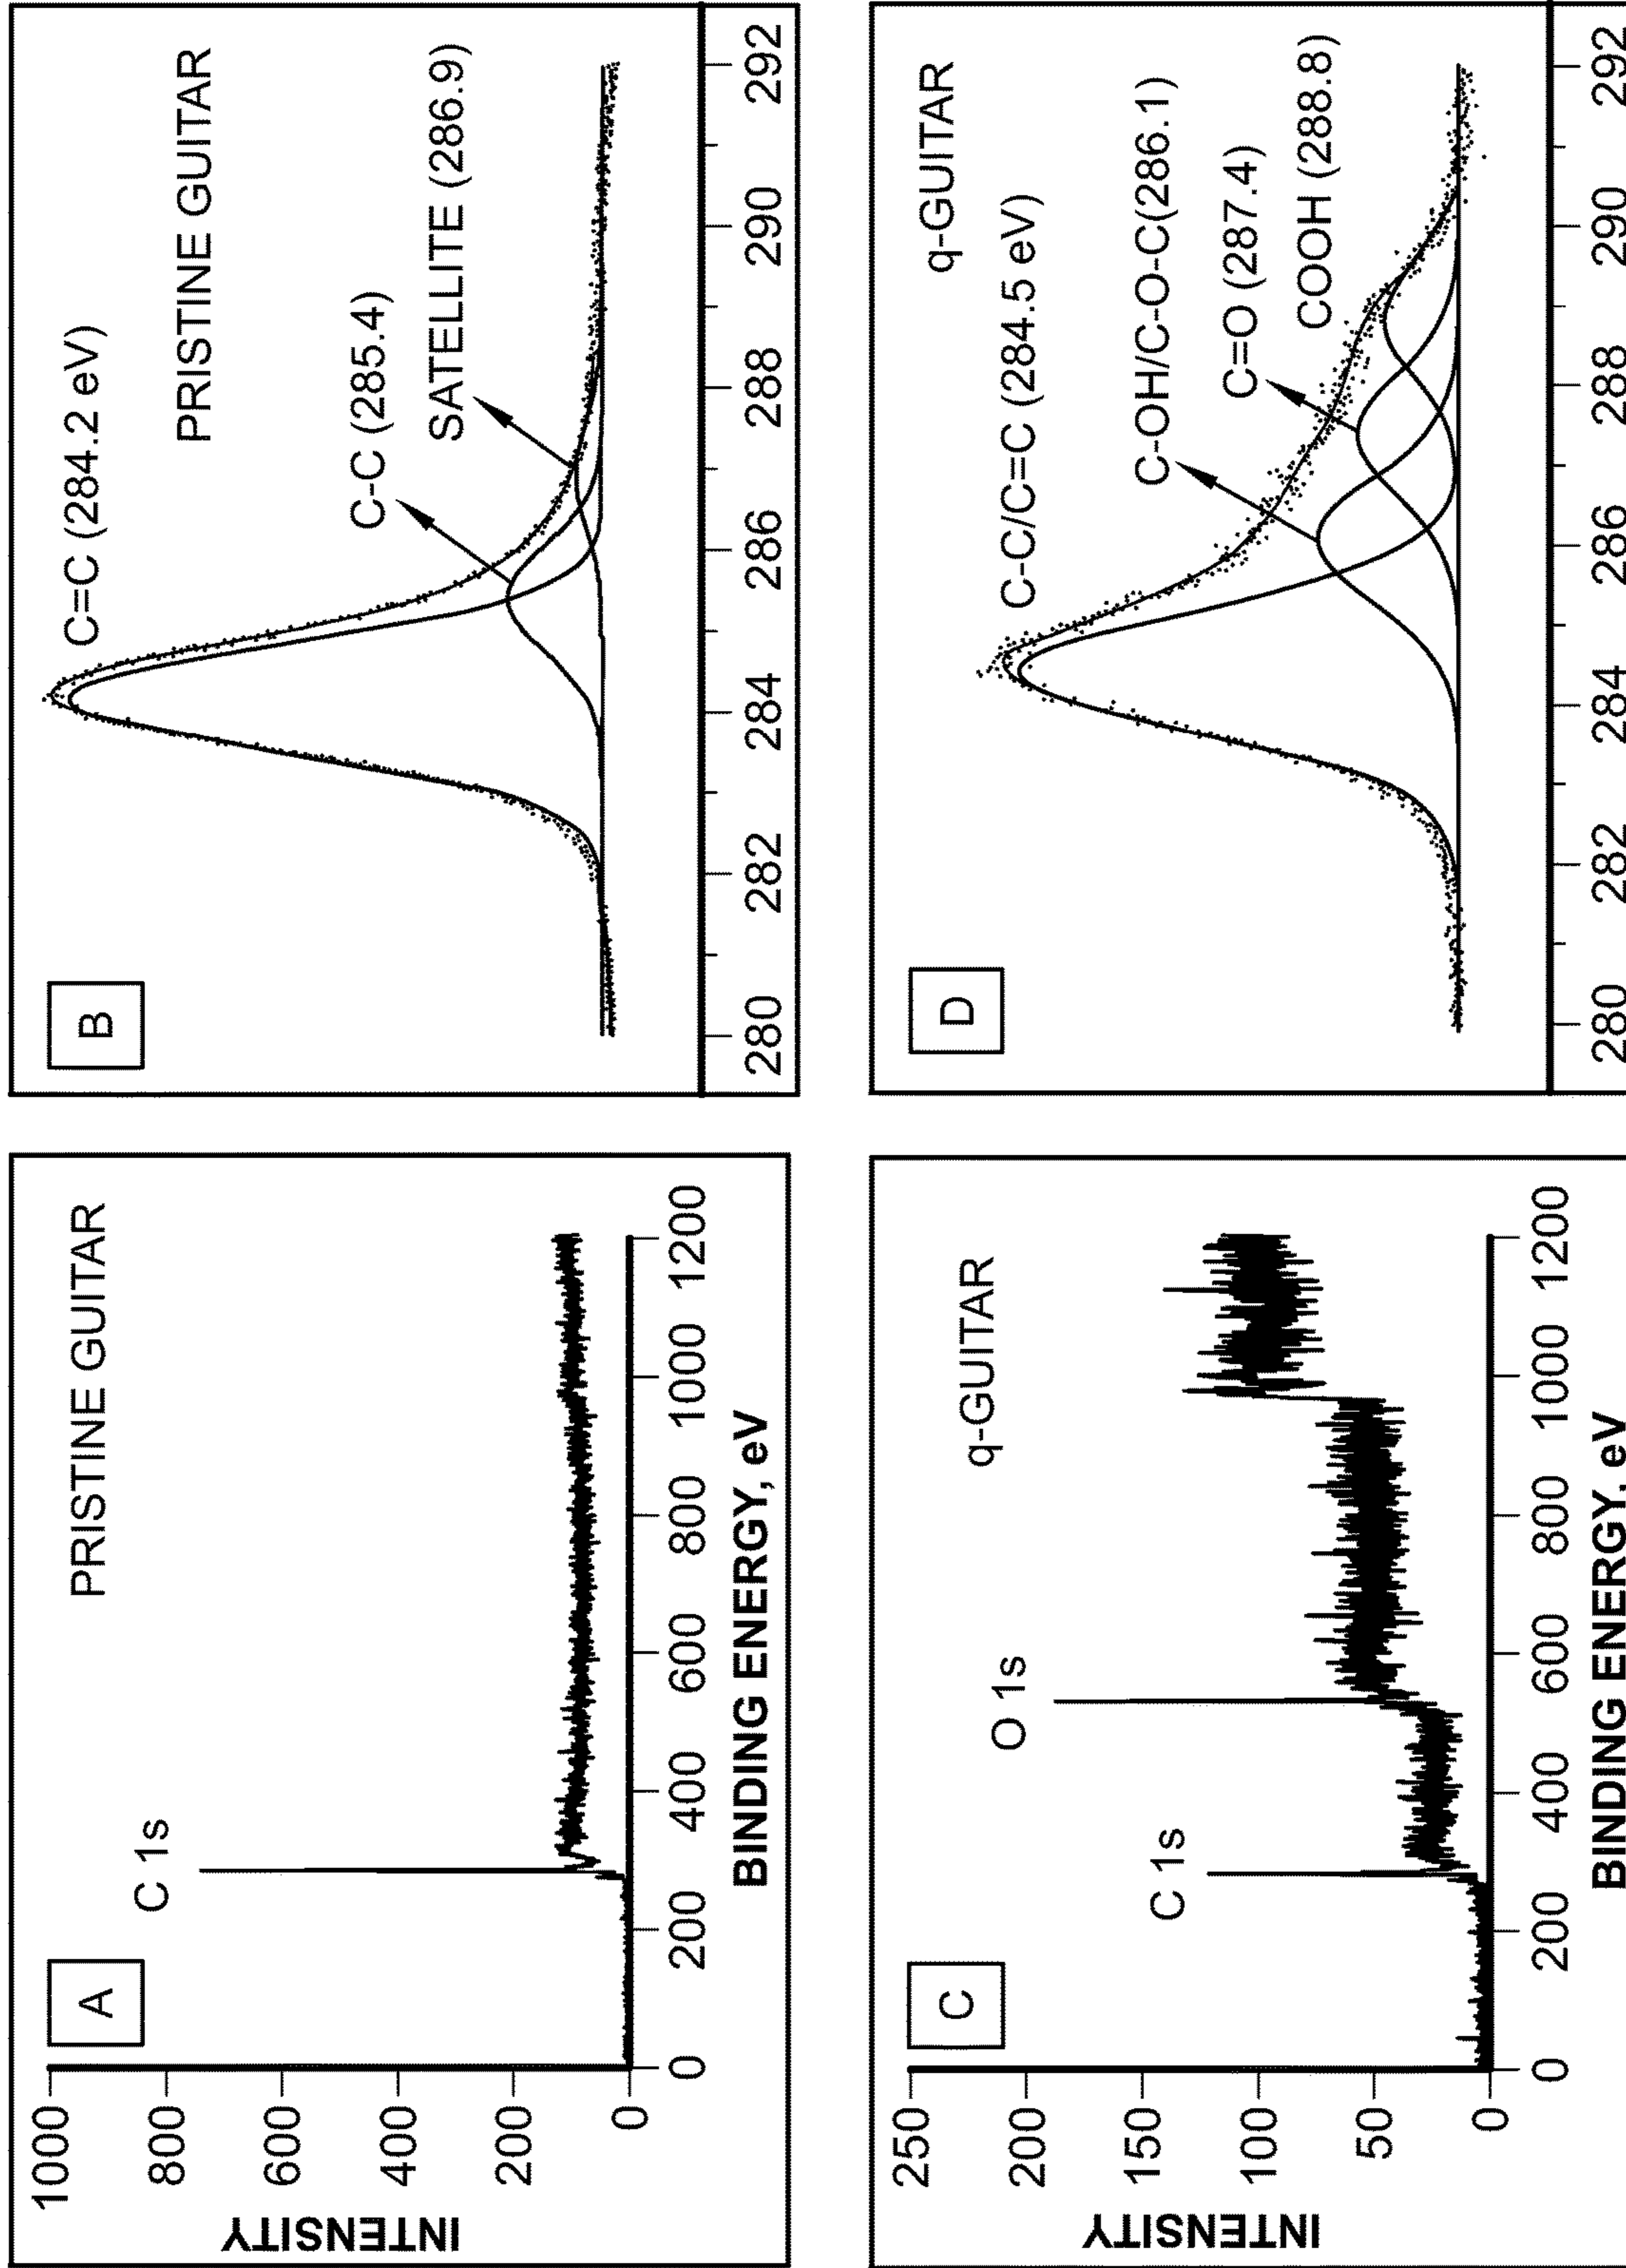 A
PRISTINE GUITAR
C 1s
1000
800
600
400
200
0
INTENSITY
0 200 400 600 800 1000 1200
BINDING ENERGY, eV
B
C=C (284.2 eV)
PRISTINE GUITAR
C-C (285.4)
SATELLITE (286.9)
280 282 284 286 288 290 292
C
q-GUITAR
O 1s
C 1s
250
200
150
100
50
0
INTENSITY
0 200 400 600 800 1000 1200
BINDING ENERGY, eV
D
q-GUITAR
C-C/C=C (284.5 eV)
C-OH/C-O-C(286.1)
C=O (287.4)
COOH (288.8)
280 282 284 286 288 290 292